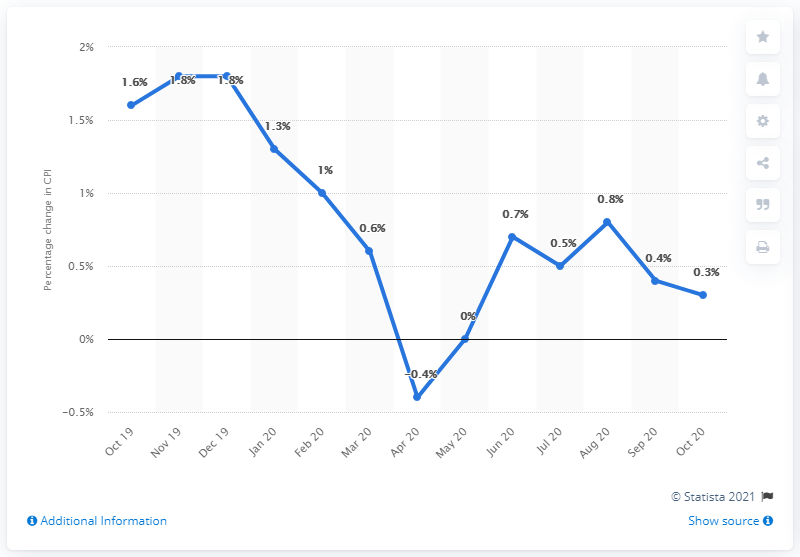 2%
1.5%
1%
0.5%
0%
−0.5%
Percentage change in CPI
1.6%
1.8%
1.8%
1.3%
1%
0.6%
−0.4%
0%
0.7%
0.5%
0.8%
0.4%
0.3%
Oct 19
Nov 19
Dec 19
Jan 20
Feb 20
Mar 20
Apr 20
May 20
Jun 20
Jul 20
Aug 20
Sep 20
Oct 20
© Statista 2021
Additional Information
Show source